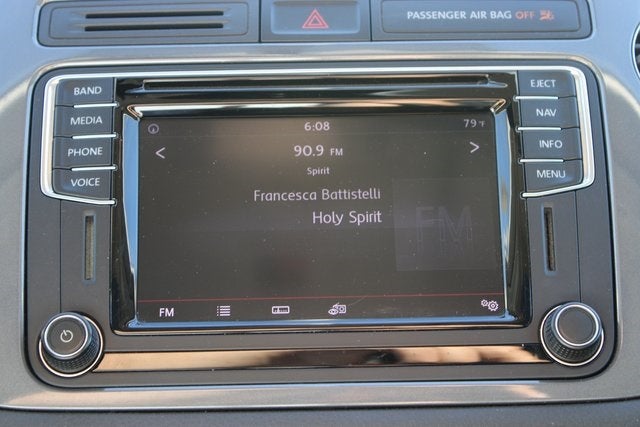 PASSENGER AIR BAG OFF
BAND
MEDIA
PHONE
VOICE
EJECT
NAV
INFO
MENU
6:08
79°F
< 90.9 FM >
Spirit
Francesca Battistelli
Holy Spirit
FM
FM